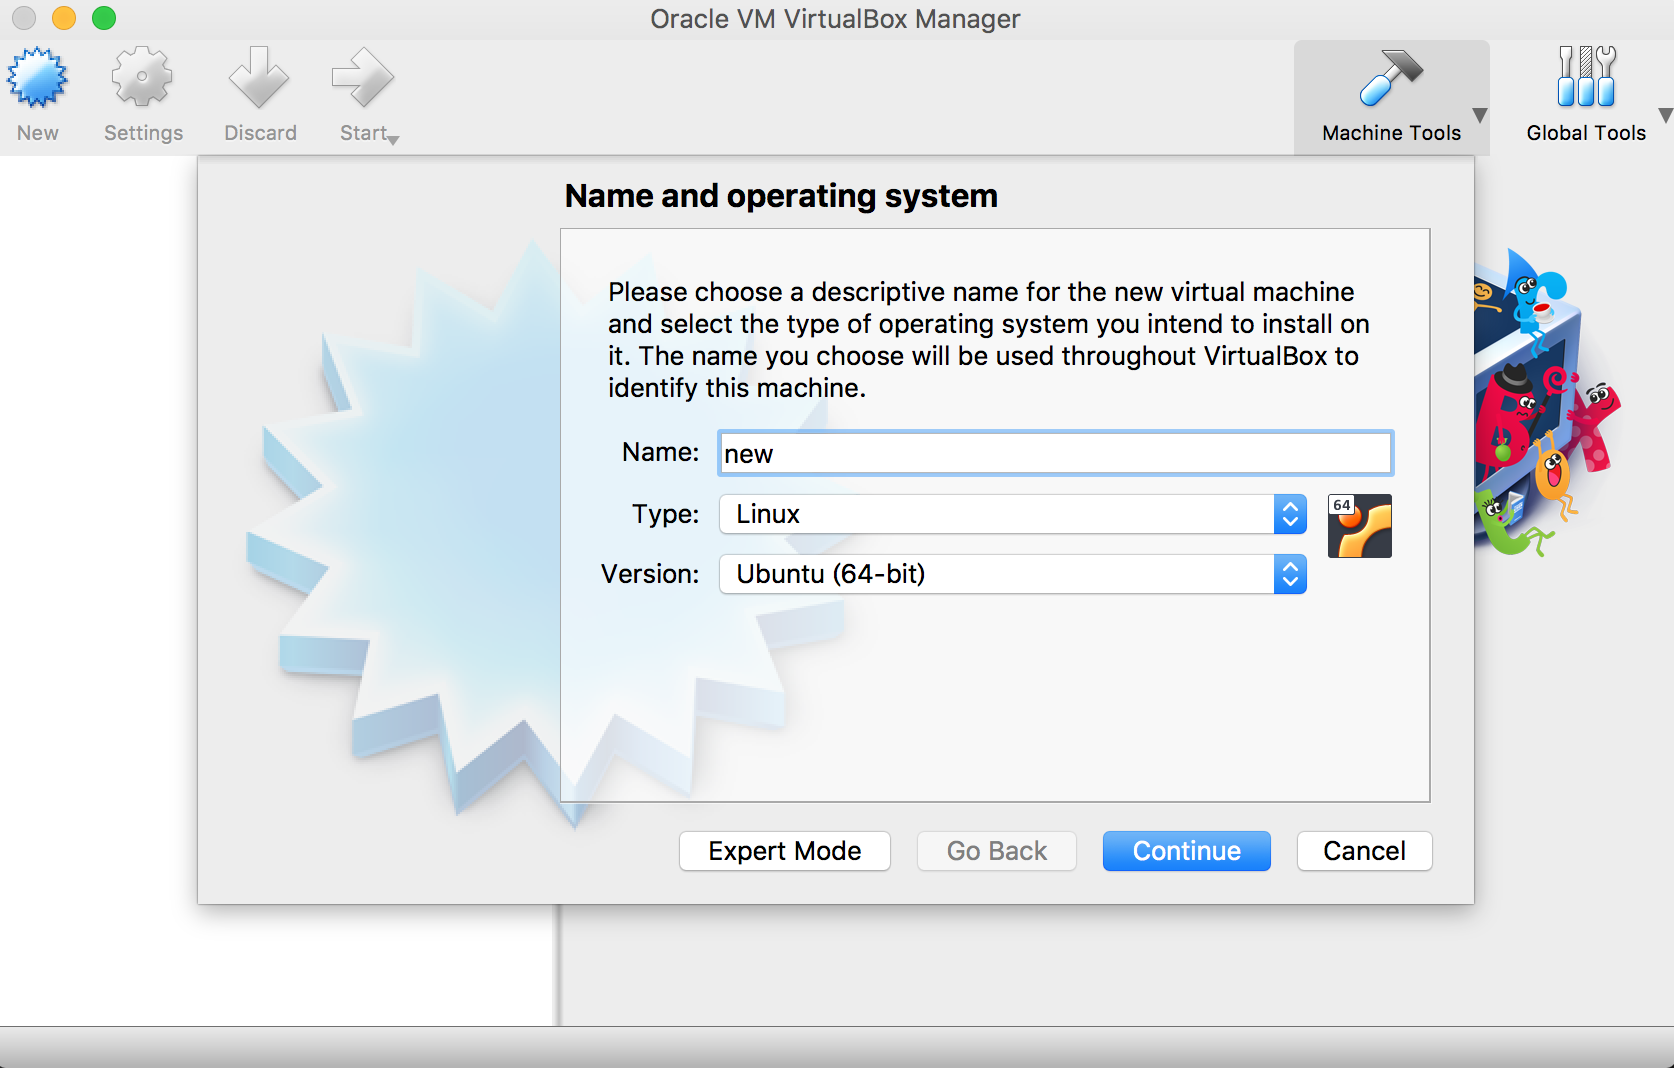 Oracle VM VirtualBox Manager
New
Settings
Discard
Start
Machine Tools
Global Tools
Name and operating system
Please choose a descriptive name for the new virtual machine
and select the type of operating system you intend to install on
it. The name you choose will be used throughout VirtualBox to
identify this machine.
Name: new
Type: Linux
64
Version: Ubuntu (64-bit)
Expert Mode
Go Back
Continue
Cancel